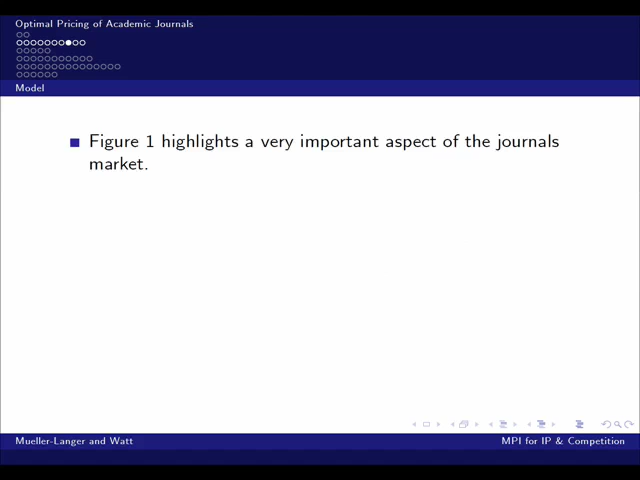 Optimal Pricing of Academic Journals
Model
Figure 1 highlights a very important aspect of the journals
market.
Mueller-Langer and Watt
MPI for IP & Competition